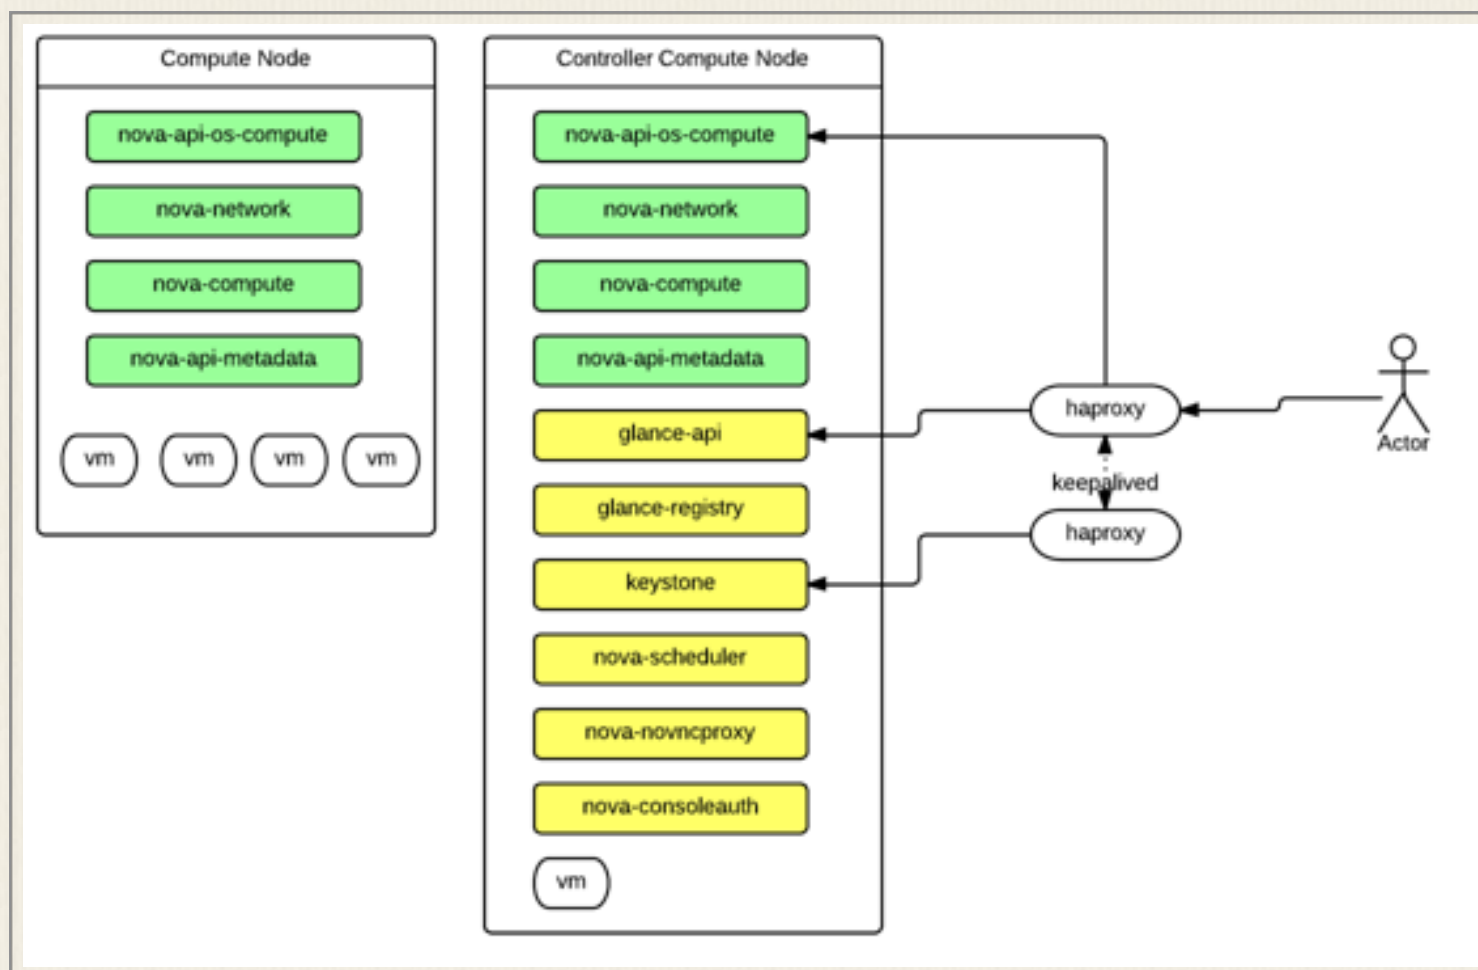 Compute Node
nova-api-os-compute
nova-network
nova-compute
nova-api-metadata
vm vm vm vm
Controller Compute Node
nova-api-os-compute
nova-network
nova-compute
nova-api-metadata
glance-api
glance-registry
keystone
nova-scheduler
nova-novncproxy
nova-consoleauth
vm
haproxy
keepalived
haproxy
Actor